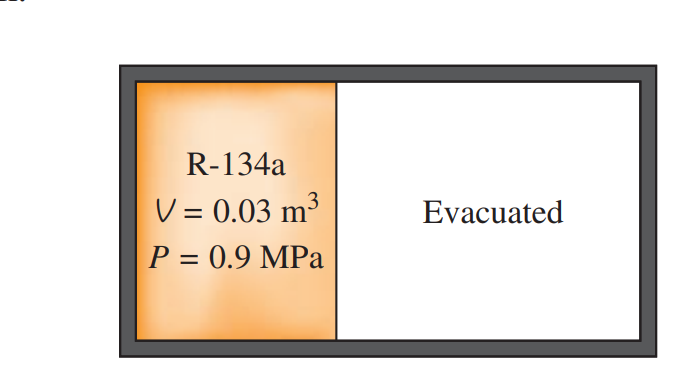 R-134a
V = 0.03 m³
P = 0.9 MPa
Evacuated